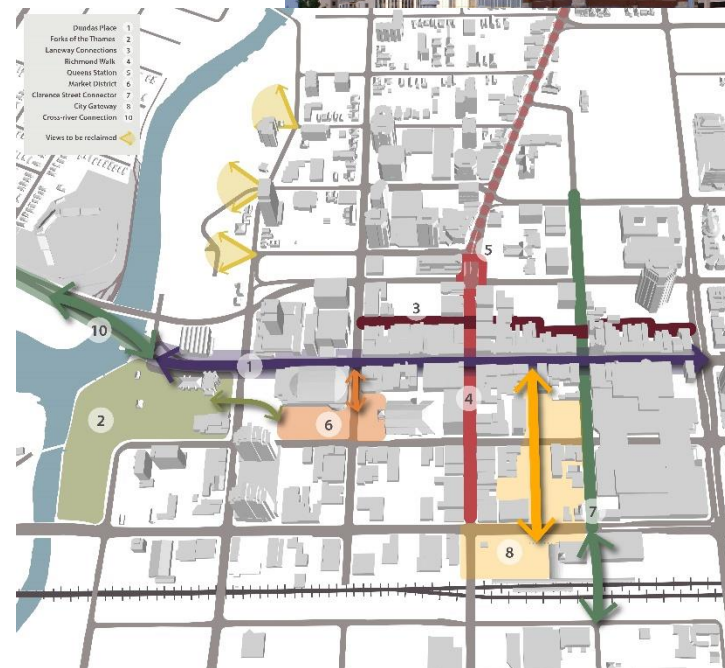 Dundas Place 1
Forks of the Thames 2
Laneway Connections 3
Richmond Walk 4
Queens Station 5
Market District 6
Clarence Street Connector 7
City Gateway 8
Cross-river Connection 10
Views to be reclaimed
5
3
10
1
4
2
6
7
8